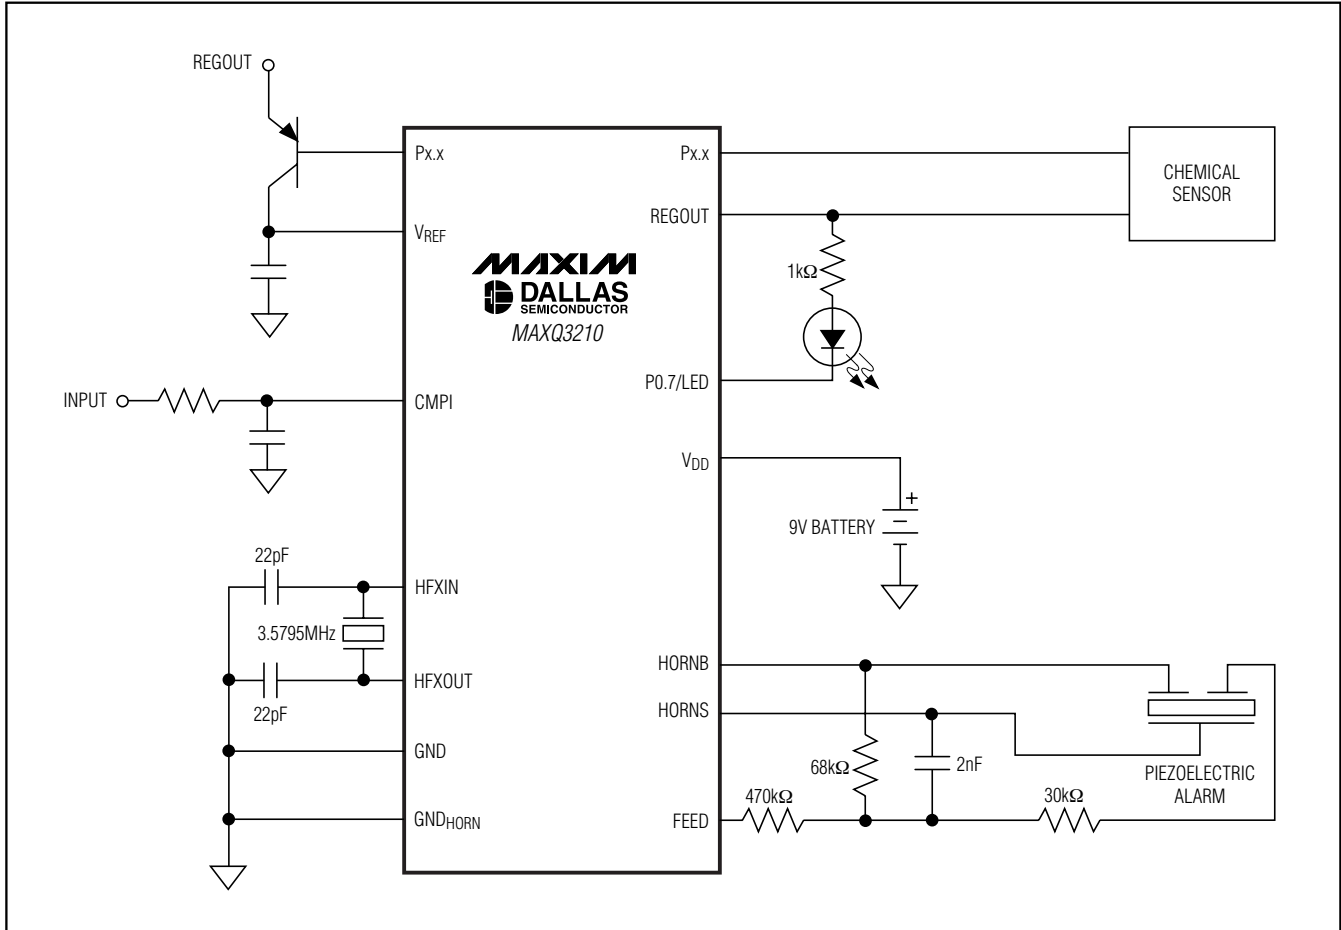 REGOUT
Px.x
VREF
INPUT
CMPI
22pF
HFXIN
3.5795MHz
HFXOUT
22pF
GND
GNDHORN
MAXIM
DALLAS
SEMICONDUCTOR
MAXQ3210
Px.x
REGOUT
CHEMICAL
SENSOR
1kΩ
P0.7/LED
VDD
+
9V BATTERY
HORNB
HORNS
68kΩ
2nF
PIEZOELECTRIC
ALARM
470kΩ
30kΩ
FEED